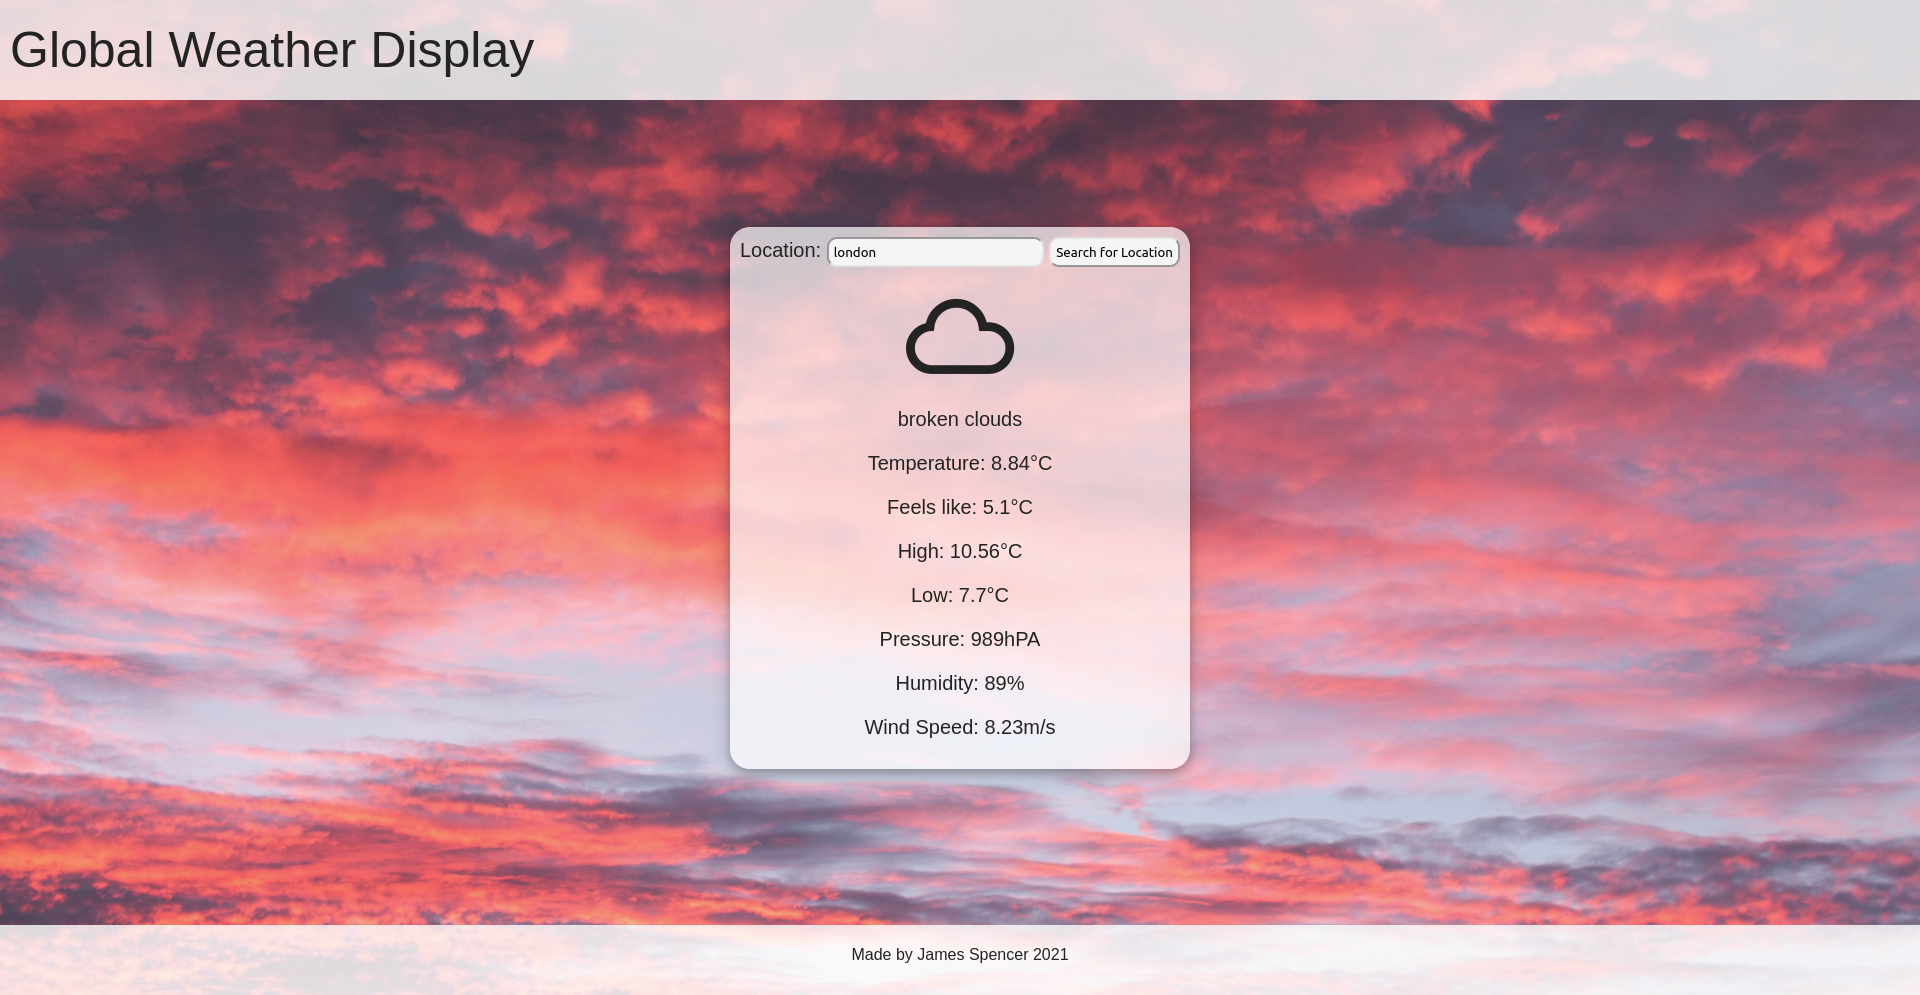 Global Weather Display
Location: london Search for Location
broken clouds
Temperature: 8.84°C
Feels like: 5.1°C
High: 10.56°C
Low: 7.7°C
Pressure: 989hPA
Humidity: 89%
Wind Speed: 8.23m/s
Made by James Spencer 2021